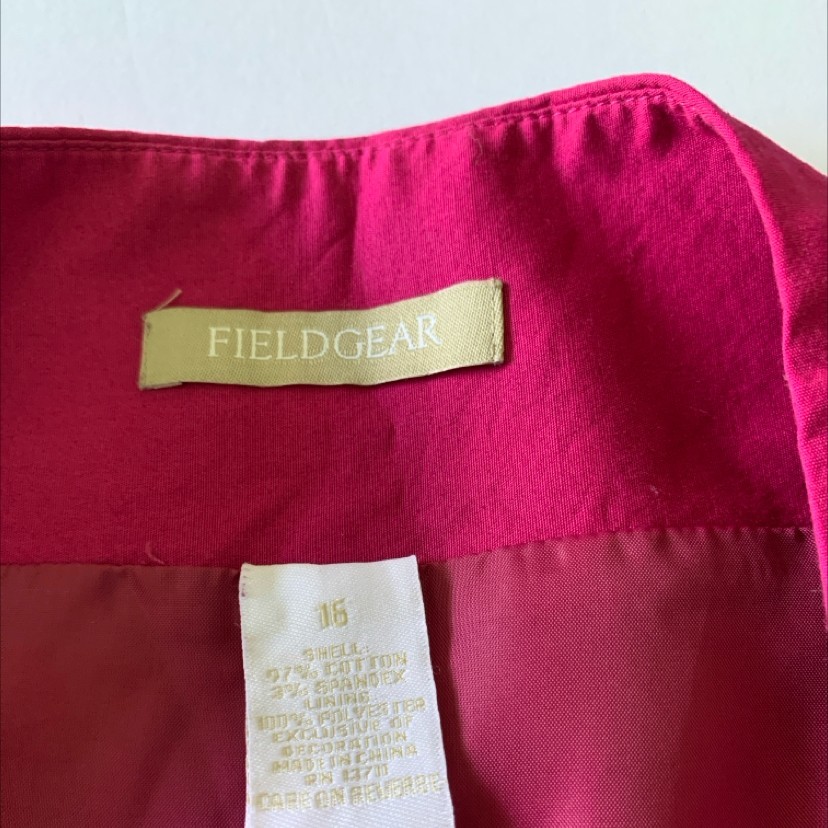 FIELDGEAR
16
SHELL:
97% COTTON
3% SPANDEX
LINING:
100% POLYESTER
EXCLUSIVE OF
DECORATION
MADE IN CHINA
RN 13711
CARE ON REVERSE